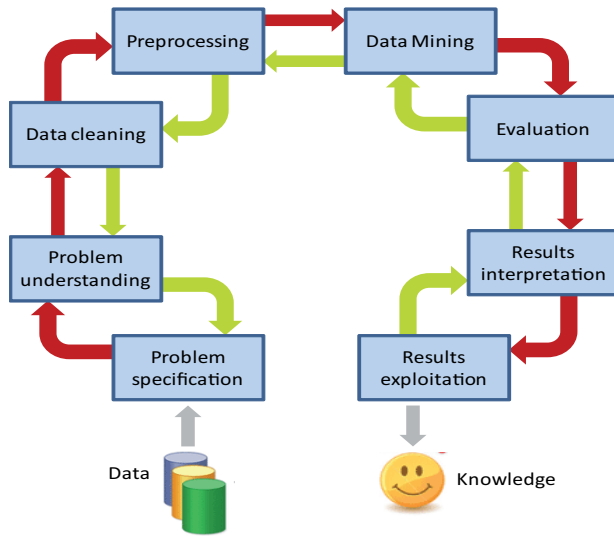 Preprocessing
Data Mining
Data cleaning
Evaluation
Problem
understanding
Results
interpretation
Problem
specification
Results
exploitation
Data
Knowledge